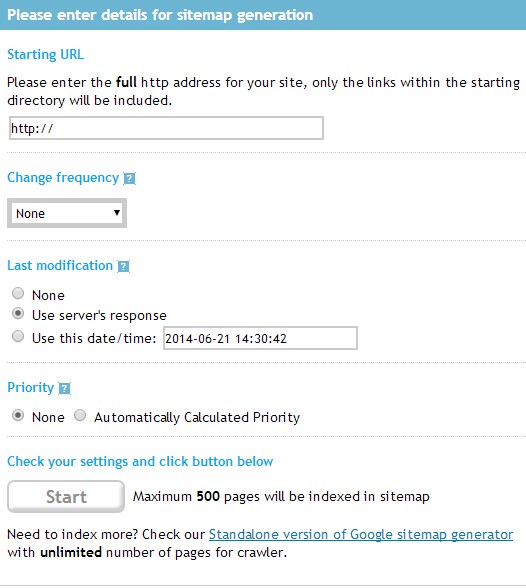 Please enter details for sitemap generation
Starting URL
Please enter the full http address for your site, only the links within the starting
directory will be included.
http://
Change frequency ?
None
Last modification ?
None
Use server's response
Use this date/time: 2014-06-21 14:30:42
Priority ?
None Automatically Calculated Priority
Check your settings and click button below
Start Maximum 500 pages will be indexed in sitemap
Need to index more? Check our Standalone version of Google sitemap generator
with unlimited number of pages for crawler.